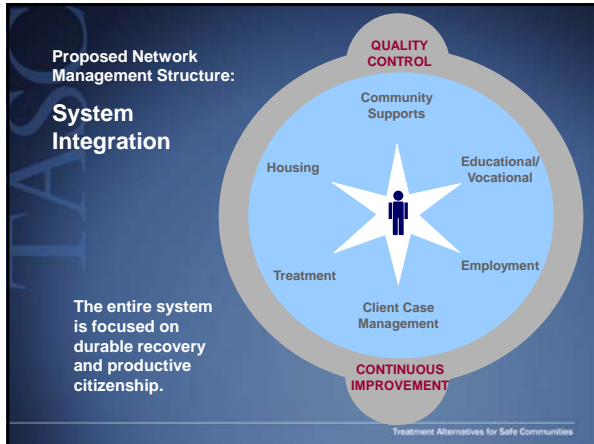 TASC
Proposed Network
Management Structure:
System
Integration
The entire system
is focused on
durable recovery
and productive
citizenship.
QUALITY
CONTROL
Community
Supports
Housing
Educational/
Vocational
Treatment
Employment
Client Case
Management
CONTINUOUS
IMPROVEMENT
Treatment Alternatives for Safe Communities